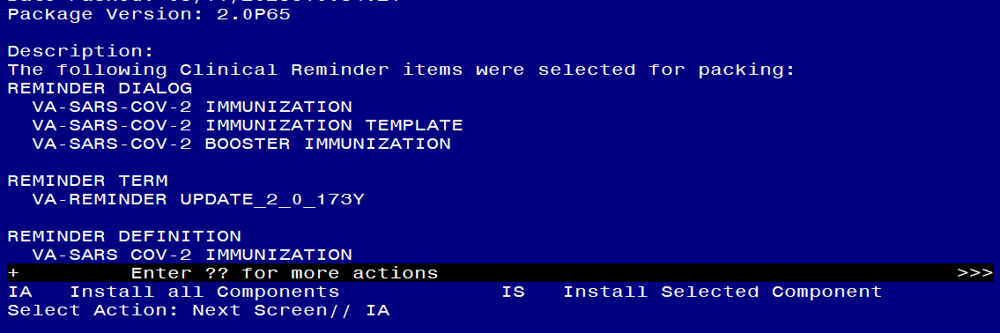 Package Version: 2.0P65
Description:
The following Clinical Reminder items were selected for packing:
REMINDER DIALOG
VA-SARS-COV-2 IMMUNIZATION
VA-SARS-COV-2 IMMUNIZATION TEMPLATE
VA-SARS-COV-2 BOOSTER IMMUNIZATION
REMINDER TERM
VA-REMINDER UPDATE_2_0_173Y
REMINDER DEFINITION
VA-SARS COV-2 IMMUNIZATION
+ Enter ?? for more actions >>>
IA Install all Components IS Install Selected Component
Select Action: Next Screen// IA